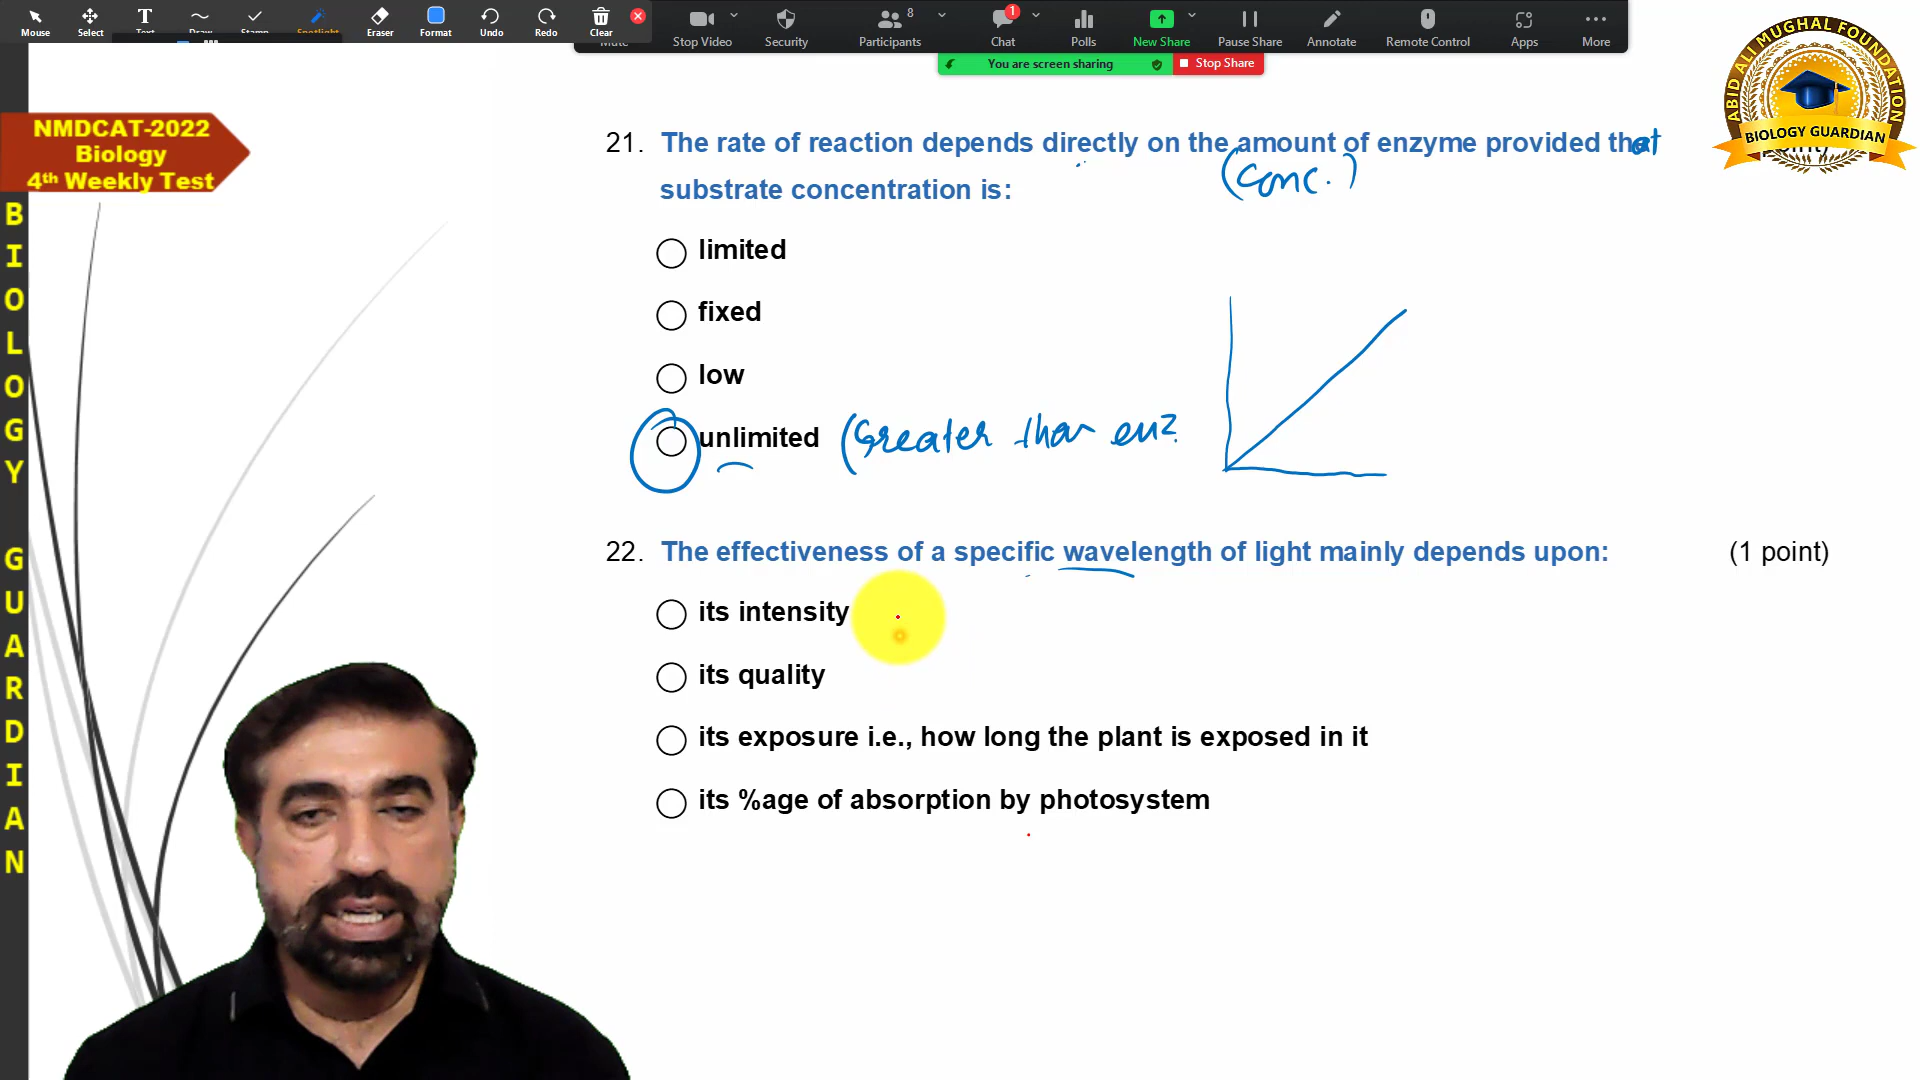 Mouse Select Text Draw Stamp Spotlight Eraser Format Undo Redo Clear
Mute Stop Video Security 8 Participants 1 Chat Polls New Share Pause Share Annotate Remote Control Apps More
You are screen sharing Stop Share
ABID ALI MUGHAL FOUNDATION
BIOLOGY GUARDIAN
NMDCAT-2022
Biology
4th Weekly Test
BIOLOGY GUARDIAN
21. The rate of reaction depends directly on the amount of enzyme provided that
(Conc.)
substrate concentration is:
limited
fixed
low
unlimited (Greater than enz.
22. The effectiveness of a specific wavelength of light mainly depends upon: (1 point)
its intensity
its quality
its exposure i.e., how long the plant is exposed in it
its %age of absorption by photosystem